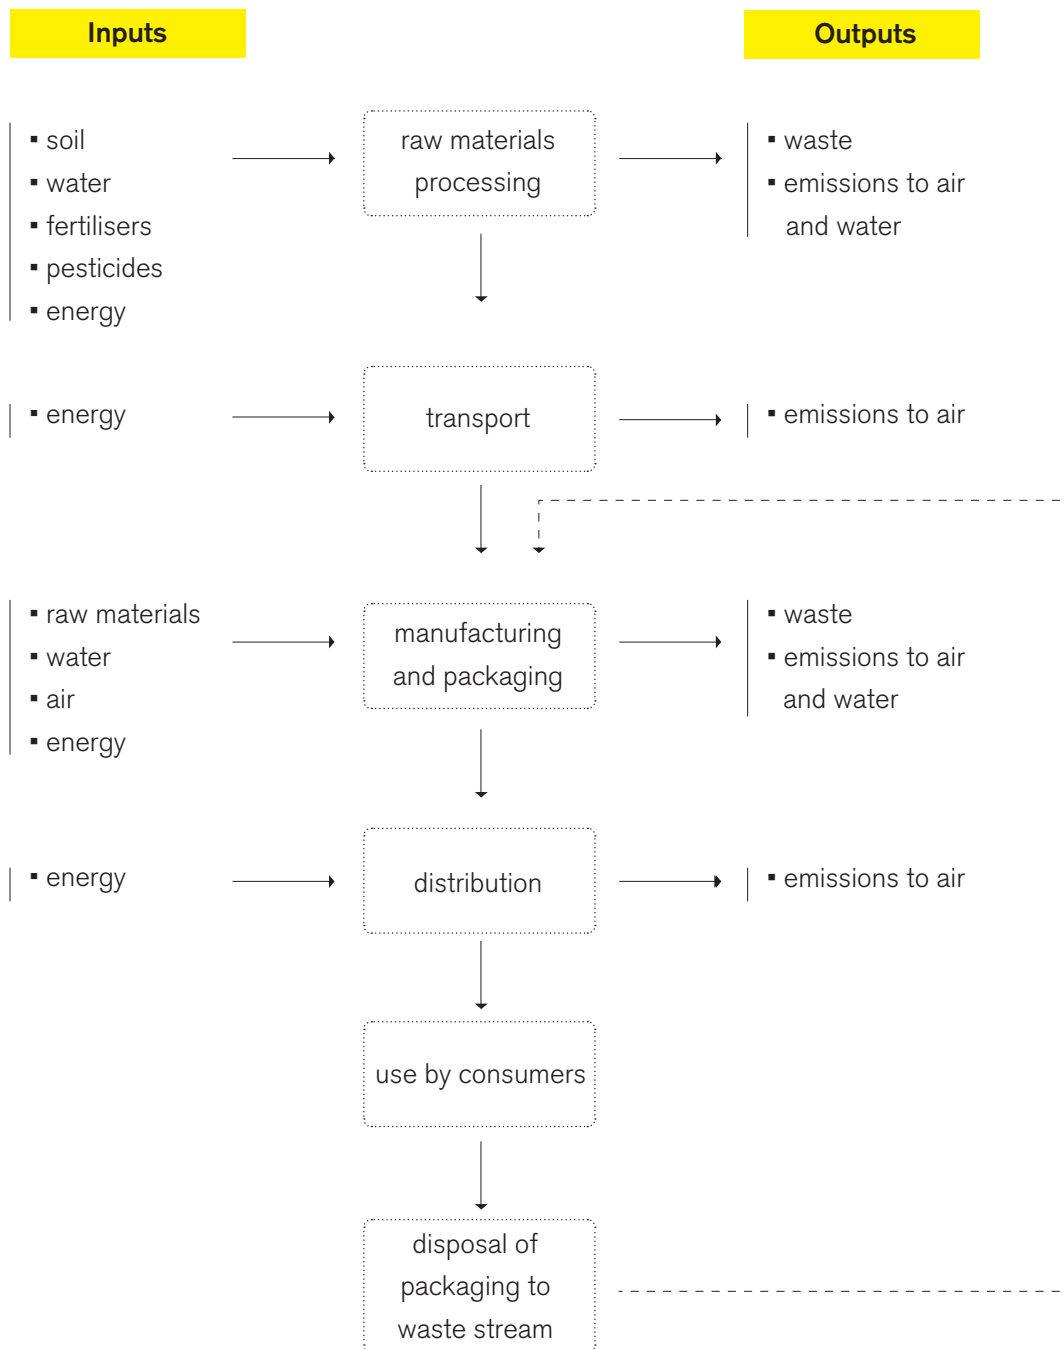 Inputs
Outputs
▪ soil
▪ water
▪ fertilisers
▪ pesticides
▪ energy
raw materials
processing
▪ waste
▪ emissions to air
and water
▪ energy
transport
▪ emissions to air
▪ raw materials
▪ water
▪ air
▪ energy
manufacturing
and packaging
▪ waste
▪ emissions to air
and water
▪ energy
distribution
▪ emissions to air
use by consumers
disposal of
packaging to
waste stream